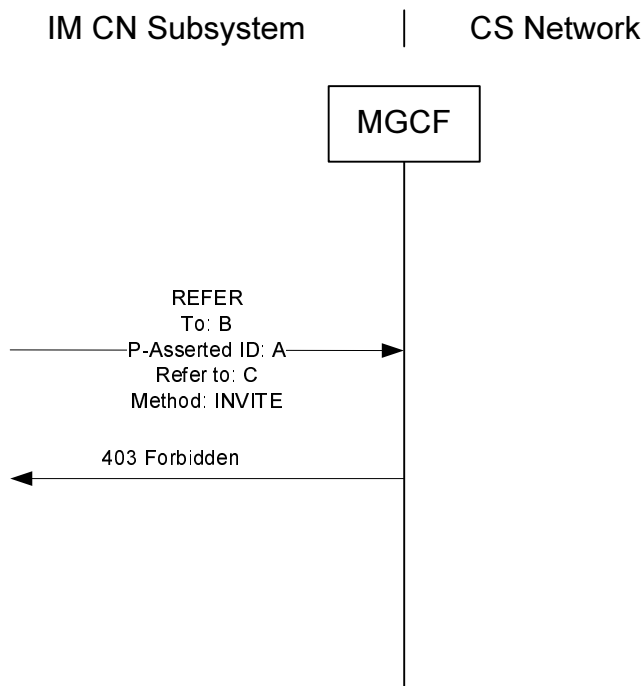 IM CN Subsystem | CS Network
MGCF
REFER
To: B
P-Asserted ID: A
Refer to: C
Method: INVITE
403 Forbidden